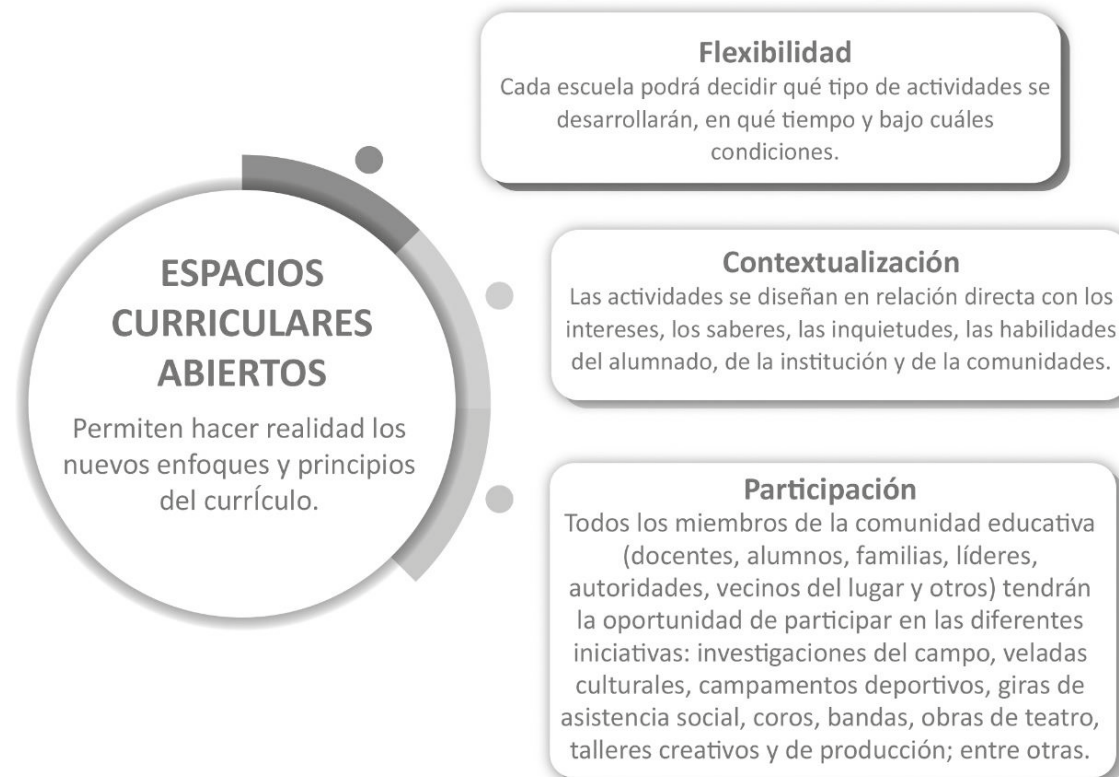 ESPACIOS
CURRICULARES
ABIERTOS
Permiten hacer realidad los
nuevos enfoques y principios
del currÍculo.
Flexibilidad
Cada escuela podrá decidir qué tipo de actividades se
desarrollarán, en qué tiempo y bajo cuáles
condiciones.
Contextualización
Las actividades se diseñan en relación directa con los
intereses, los saberes, las inquietudes, las habilidades
del alumnado, de la institución y de la comunidades.
Participación
Todos los miembros de la comunidad educativa
(docentes, alumnos, familias, líderes,
autoridades, vecinos del lugar y otros) tendrán
la oportunidad de participar en las diferentes
iniciativas: investigaciones del campo, veladas
culturales, campamentos deportivos, giras de
asistencia social, coros, bandas, obras de teatro,
talleres creativos y de producción; entre otras.